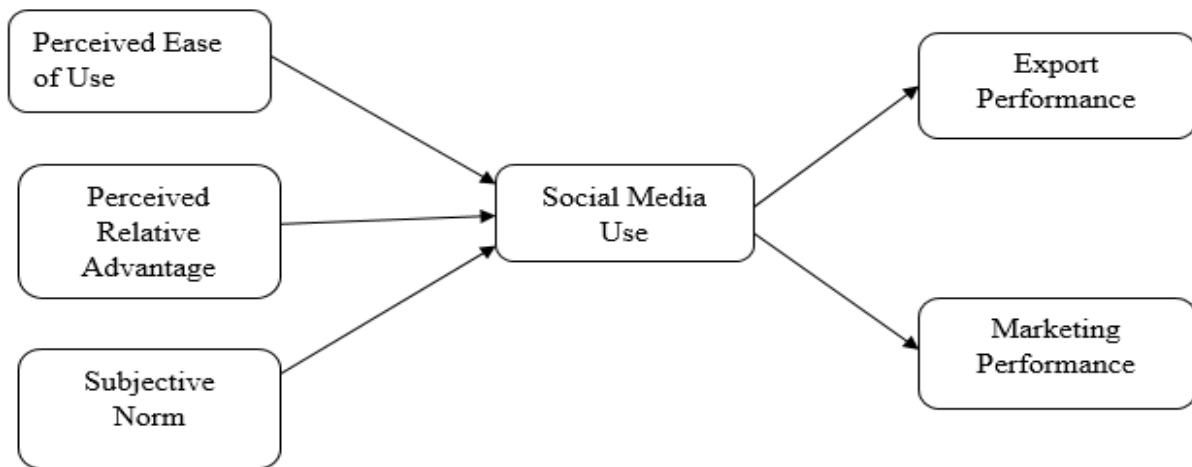 Perceived Ease
of Use
Perceived
Relative
Advantage
Subjective
Norm
Social Media
Use
Export
Performance
Marketing
Performance